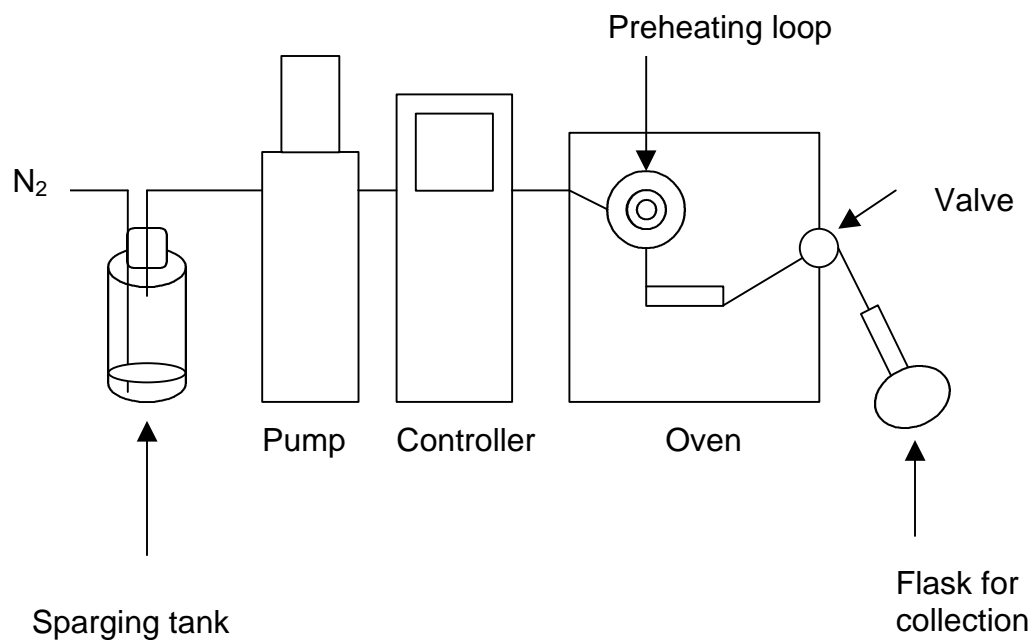 Preheating loop
N₂
Valve
Pump
Controller
Oven
Flask for
collection
Sparging tank